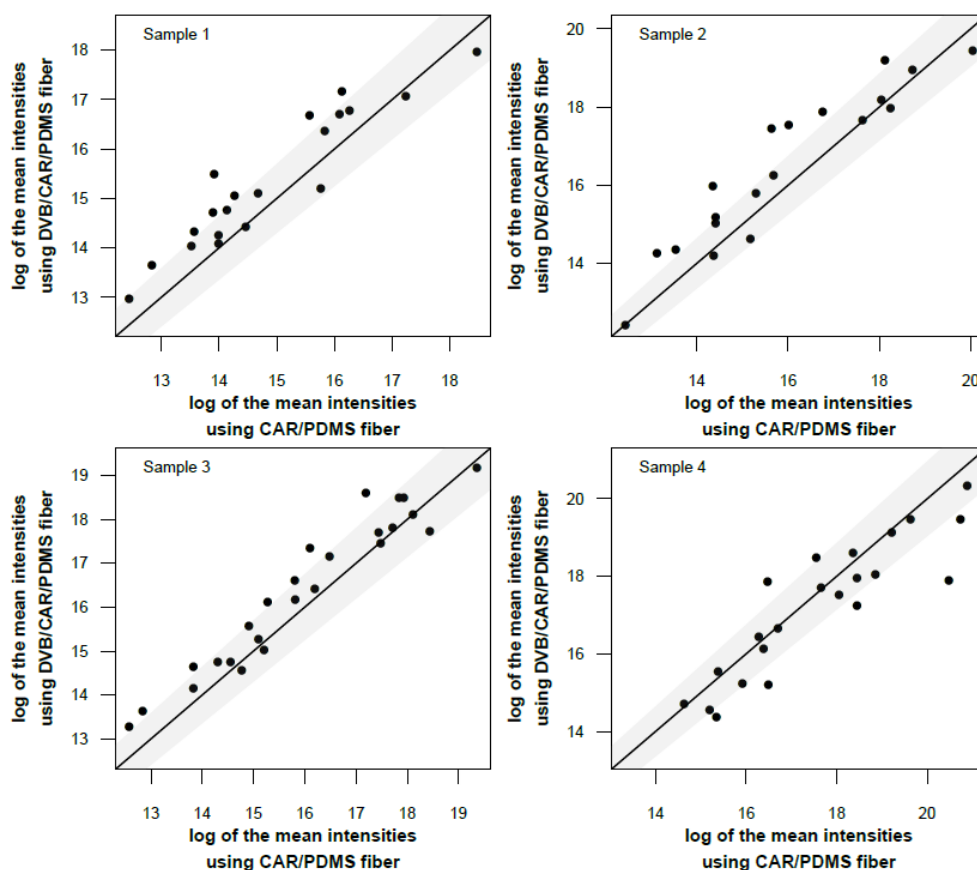 Sample 1
log of the mean intensities
using DVB/CAR/PDMS fiber
18
17
16
15
14
13
13 14 15 16 17 18
log of the mean intensities
using CAR/PDMS fiber
Sample 2
log of the mean intensities
using DVB/CAR/PDMS fiber
20
18
16
14
14 16 18 20
log of the mean intensities
using CAR/PDMS fiber
Sample 3
log of the mean intensities
using DVB/CAR/PDMS fiber
19
18
17
16
15
14
13
13 14 15 16 17 18 19
log of the mean intensities
using CAR/PDMS fiber
Sample 4
log of the mean intensities
using DVB/CAR/PDMS fiber
20
18
16
14
14 16 18 20
log of the mean intensities
using CAR/PDMS fiber